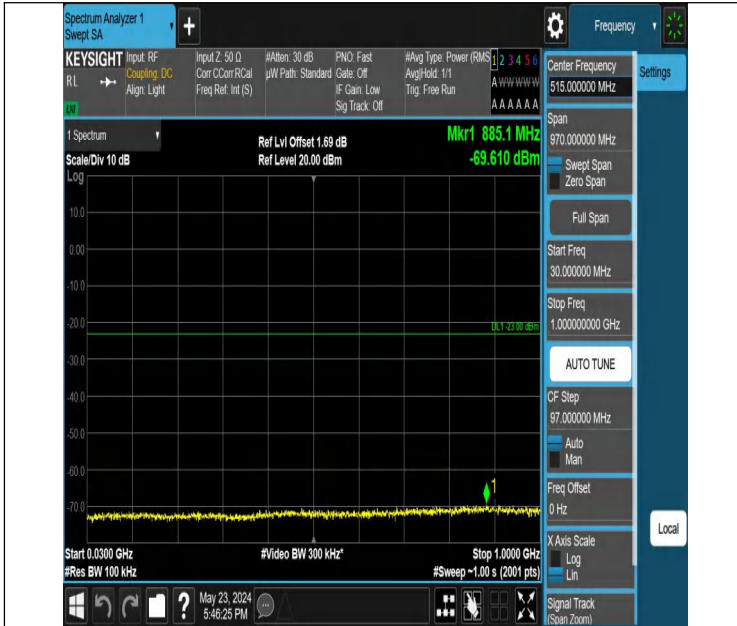 Spectrum Analyzer 1
Swept SA
+
Frequency
KEYSIGHT
RL
Input: RF
Coupling: DC
Align: Light
Input Z: 50 Ω
Corr CCorr RCal
Freq Ref: Int (S)
#Atten: 30 dB
µW Path: Standard
PNO: Fast
Gate: Off
IF Gain: Low
Sig Track: Off
#Avg Type: Power (RMS
Avg|Hold: 1/1
Trig: Free Run
1 2 3 4 5 6
A W W W W W
A A A A A A
1 Spectrum
Scale/Div 10 dB
Ref Lvl Offset 1.69 dB
Ref Level 20.00 dBm
Mkr1 885.1 MHz
-69.610 dBm
Log
10.0
0.00
-10.0
-20.0
DL1 -23.00 dBm
-30.0
-40.0
-50.0
-60.0
1
-70.0
Start 0.0300 GHz
#Res BW 100 kHz
#Video BW 300 kHz*
Stop 1.0000 GHz
#Sweep ~1.00 s (2001 pts)
?
May 23, 2024
5:46:25 PM
Center Frequency
515.000000 MHz
Settings
Span
970.000000 MHz
Swept Span
Zero Span
Full Span
Start Freq
30.000000 MHz
Stop Freq
1.000000000 GHz
AUTO TUNE
CF Step
97.000000 MHz
Auto
Man
Freq Offset
0 Hz
Local
X Axis Scale
Log
Lin
Signal Track
(Span Zoom)